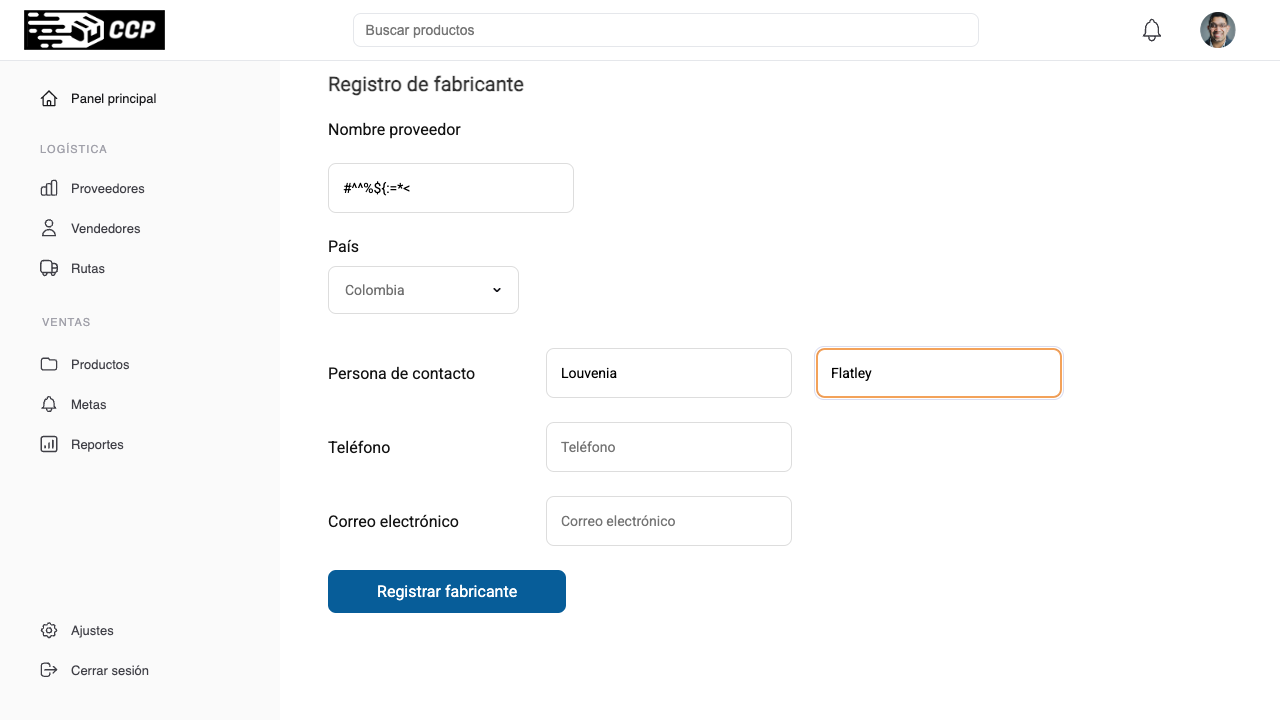 CCP
Buscar productos
Panel principal
LOGÍSTICA
Proveedores
Vendedores
Rutas
VENTAS
Productos
Metas
Reportes
Ajustes
Cerrar sesión
Registro de fabricante
Nombre proveedor
#^^%${:=*<
País
Colombia
Persona de contacto
Louvenia
Flatley
Teléfono
Teléfono
Correo electrónico
Correo electrónico
Registrar fabricante